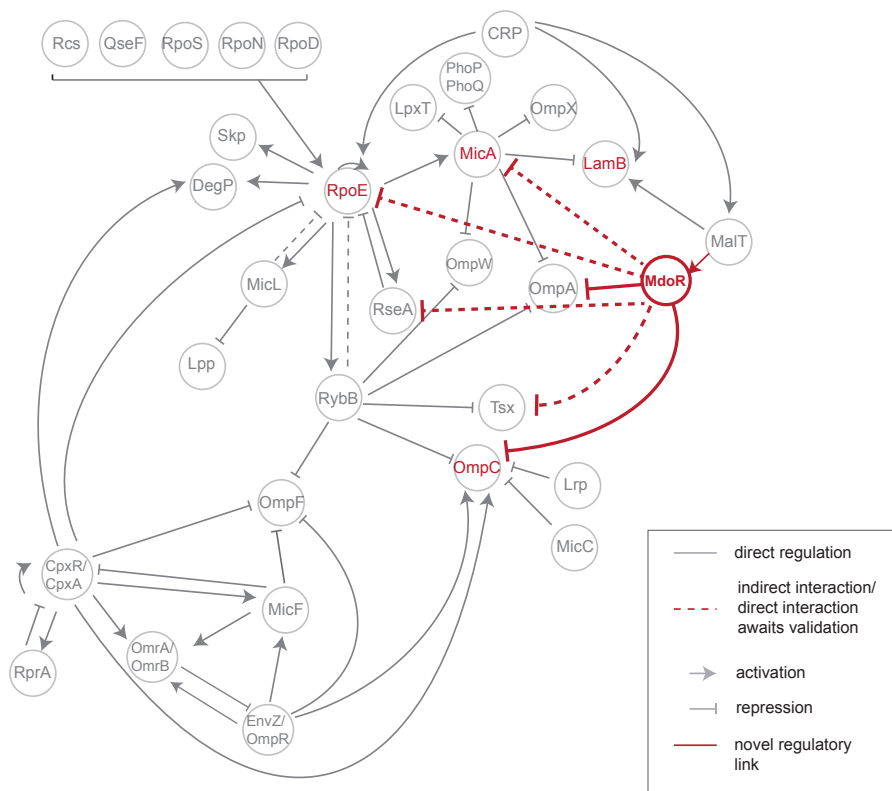 Rcs QseF RpoS RpoN RpoD
CRP
PhoP
PhoQ
LpxT
OmpX
Skp
MicA
LamB
DegP
RpoE
MalT
OmpW
MdoR
MicL
OmpA
RseA
Lpp
RybB
Tsx
OmpC
Lrp
OmpF
MicC
CpxR/
CpxA
MicF
OmrA/
OmrB
RprA
EnvZ/
OmpR
direct regulation
indirect interaction/
direct interaction
awaits validation
activation
repression
novel regulatory
link